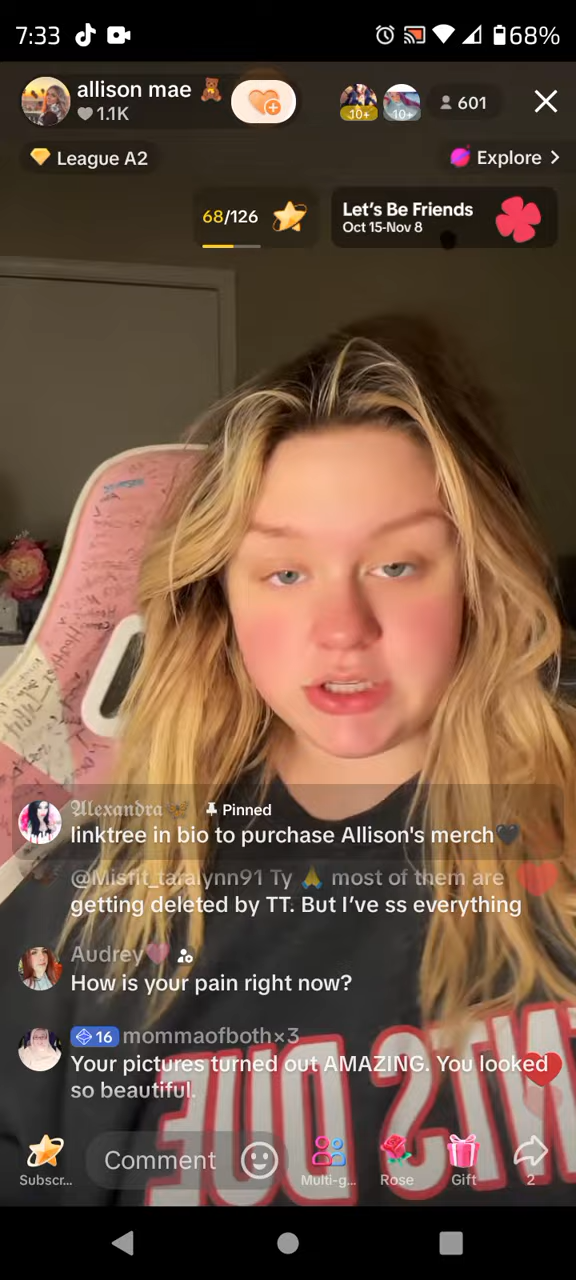 7:33
68%
allison mae 🧸
1.1K
10+
10+
601
League A2
Explore
68/126
Let's Be Friends
Oct 15-Nov 8
𝕬𝖑𝖊𝖝𝖆𝖓𝖉𝖗𝖆🦋 Pinned
linktree in bio to purchase Allison's merch🖤
@Misfit_taralynn91 Ty 🙏 most of them are
getting deleted by TT. But I've ss everything
Audrey🩷
How is your pain right now?
16 mommaofboth×3
Your pictures turned out AMAZING. You looked
so beautiful.
Subscr...
Comment
Multi-g...
Rose
Gift
2